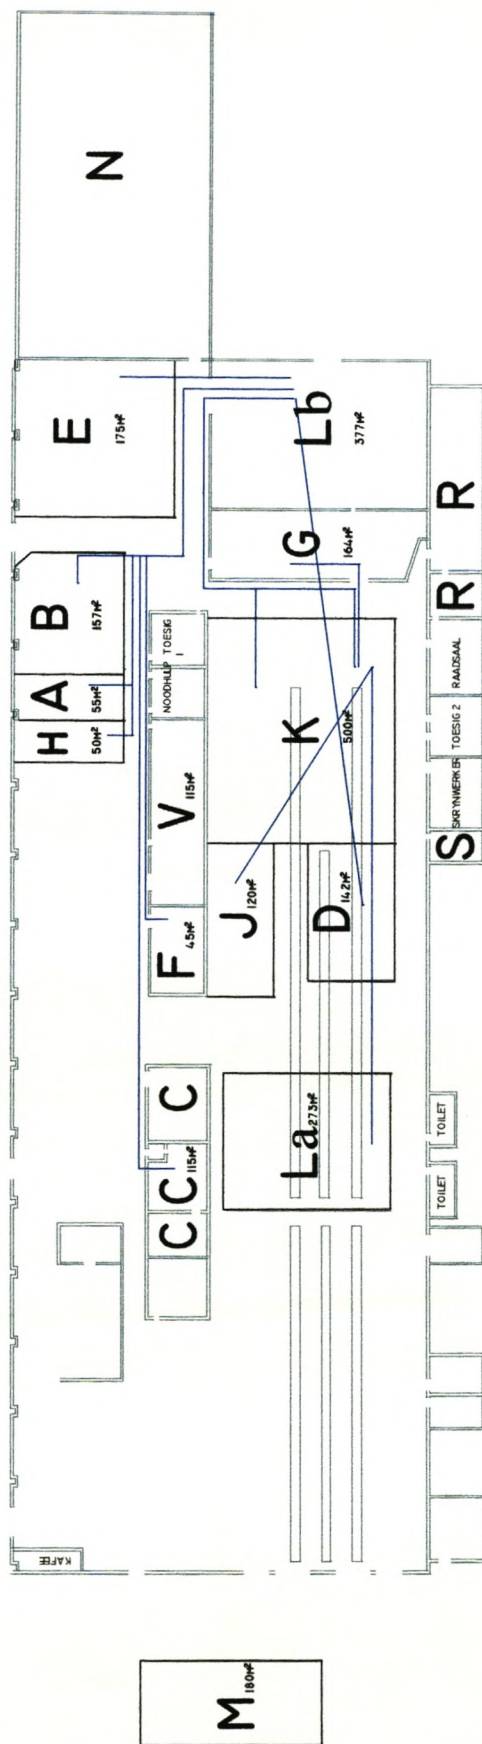 N
E
175M²
Lb
377M²
R
B
157M²
G
164M²
R
A
55M²
H
50M²
NOODHULP
TOESIG
1
K
500M²
RAADSAAL
TOESIG 2
SKRYNWERKER
S
V
115M²
F
45M²
J
120M²
D
142M²
C
C
115M²
C
La
273M²
TOILET
TOILET
KAFEE
M
180M²